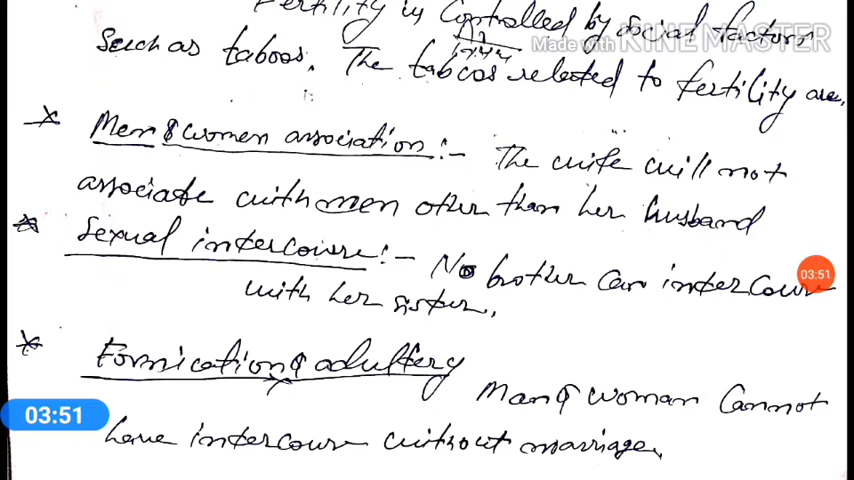 Fertility is Controlled by social factors
Made with KINEMASTER
Such as taboos. The taboos related to fertility are,
Men & women association :- The wife will not
associate with men other than her husband
Sexual intercourse :- No brother can intercourse
03:51
with her sister.
Fornication & adultery
Man & woman cannot
03:51
have intercourse without marriage.